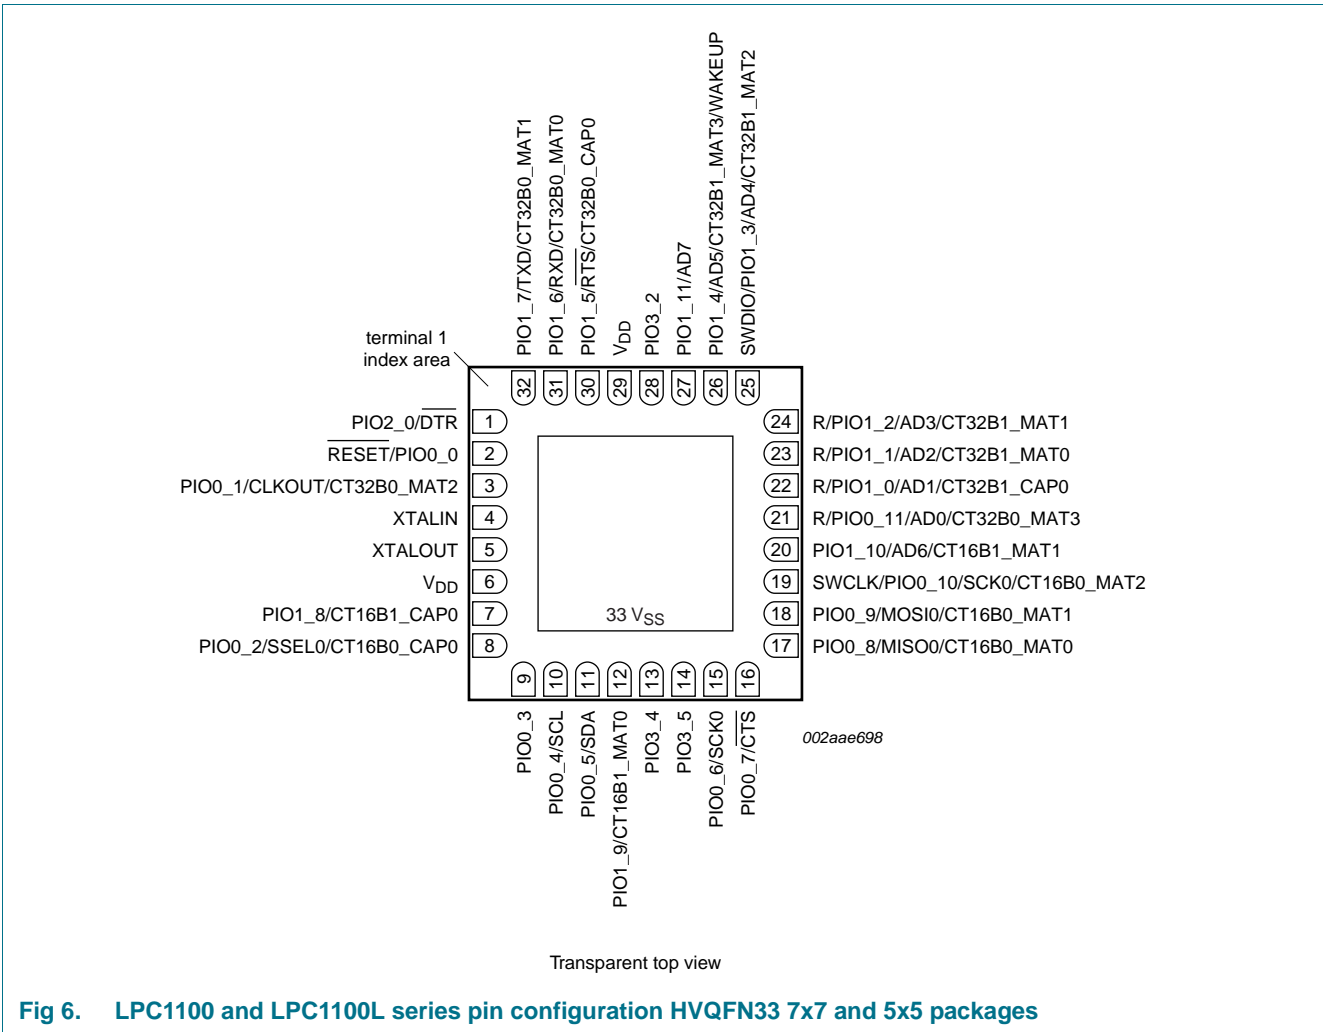 PIO1_7/TXD/CT32B0_MAT1
PIO1_6/RXD/CT32B0_MAT0
PIO1_5/RTS/CT32B0_CAP0
VDD
PIO3_2
PIO1_11/AD7
PIO1_4/AD5/CT32B1_MAT3/WAKEUP
SWDIO/PIO1_3/AD4/CT32B1_MAT2
terminal 1
index area
32 31 30 29 28 27 26 25
PIO2_0/DTR 1
RESET/PIO0_0 2
PIO0_1/CLKOUT/CT32B0_MAT2 3
XTALIN 4
XTALOUT 5
VDD 6
PIO1_8/CT16B1_CAP0 7
PIO0_2/SSEL0/CT16B0_CAP0 8
24 R/PIO1_2/AD3/CT32B1_MAT1
23 R/PIO1_1/AD2/CT32B1_MAT0
22 R/PIO1_0/AD1/CT32B1_CAP0
21 R/PIO0_11/AD0/CT32B0_MAT3
20 PIO1_10/AD6/CT16B1_MAT1
19 SWCLK/PIO0_10/SCK0/CT16B0_MAT2
18 PIO0_9/MOSI0/CT16B0_MAT1
17 PIO0_8/MISO0/CT16B0_MAT0
33 VSS
9 10 11 12 13 14 15 16
PIO0_3
PIO0_4/SCL
PIO0_5/SDA
PIO1_9/CT16B1_MAT0
PIO3_4
PIO3_5
PIO0_6/SCK0
PIO0_7/CTS
002aae698
Transparent top view
Fig 6. LPC1100 and LPC1100L series pin configuration HVQFN33 7x7 and 5x5 packages